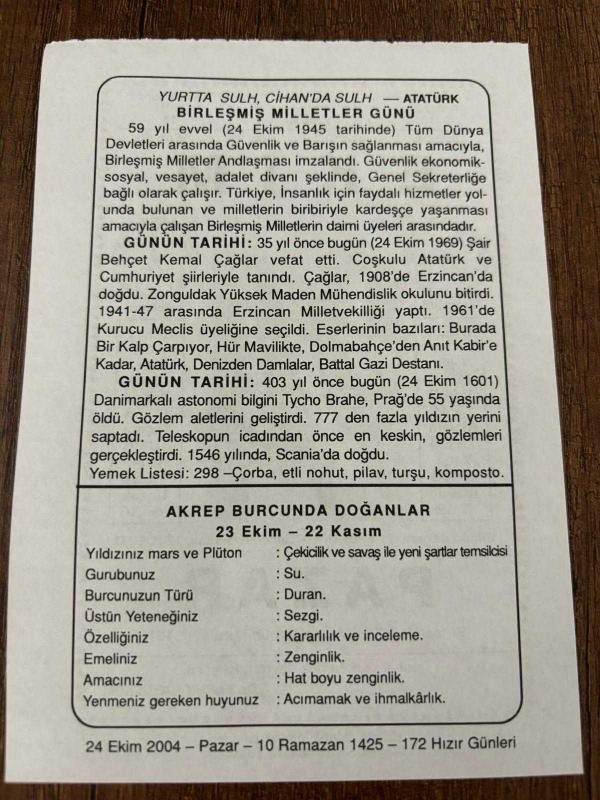 YURTTA SULH, CİHAN'DA SULH — ATATÜRK
BİRLEŞMİŞ MİLLETLER GÜNÜ
59 yıl evvel (24 Ekim 1945 tarihinde) Tüm Dünya
Devletleri arasında Güvenlik ve Barışın sağlanması amacıyla,
Birleşmiş Milletler Andlaşması imzalandı. Güvenlik ekonomik-
sosyal, vesayet, adalet divanı şeklinde, Genel Sekreterliğe
bağlı olarak çalışır. Türkiye, İnsanlık için faydalı hizmetler yol-
unda bulunan ve milletlerin biribiriyle kardeşçe yaşanması
amacıyla çalışan Birleşmiş Milletlerin daimi üyeleri arasındadır.
GÜNÜN TARİHİ: 35 yıl önce bugün (24 Ekim 1969) Şair
Behçet Kemal Çağlar vefat etti. Coşkulu Atatürk ve
Cumhuriyet şiirleriyle tanındı. Çağlar, 1908'de Erzincan'da
doğdu. Zonguldak Yüksek Maden Mühendislik okulunu bitirdi.
1941-47 arasında Erzincan Milletvekilliği yaptı. 1961'de
Kurucu Meclis üyeliğine seçildi. Eserlerinin bazıları: Burada
Bir Kalp Çarpıyor, Hür Mavilikte, Dolmabahçe'den Anıt Kabir'e
Kadar, Atatürk, Denizden Damlalar, Battal Gazi Destanı.
GÜNÜN TARİHİ: 403 yıl önce bugün (24 Ekim 1601)
Danimarkalı astonomi bilgini Tycho Brahe, Prağ'de 55 yaşında
öldü. Gözlem aletlerini geliştirdi. 777 den fazla yıldızın yerini
saptadı. Teleskopun icadından önce en keskin, gözlemleri
gerçekleştirdi. 1546 yılında, Scania'da doğdu.
Yemek Listesi: 298 –Çorba, etli nohut, pilav, turşu, komposto.
AKREP BURCUNDA DOĞANLAR
23 Ekim – 22 Kasım
Yıldızınız mars ve Plüton : Çekicilik ve savaş ile yeni şartlar temsilcisi
Gurubunuz : Su.
Burcunuzun Türü : Duran.
Üstün Yeteneğiniz : Sezgi.
Özelliğiniz : Kararlılık ve inceleme.
Emeliniz : Zenginlik.
Amacınız : Hat boyu zenginlik.
Yenmeniz gereken huyunuz : Acımamak ve ihmalkârlık.
24 Ekim 2004 – Pazar – 10 Ramazan 1425 – 172 Hızır Günleri